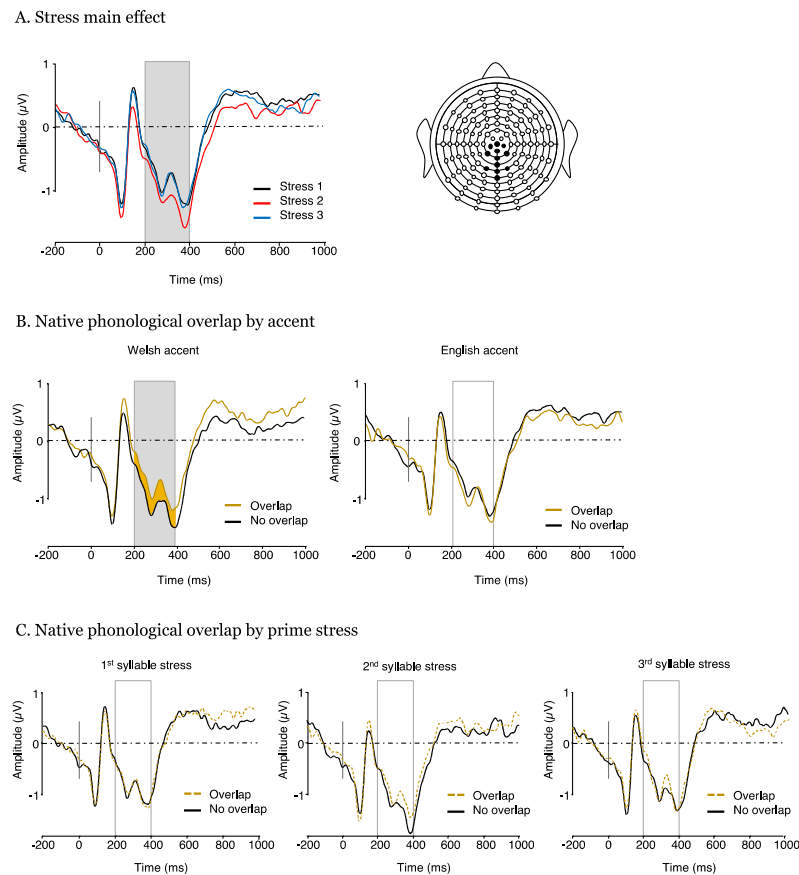 A. Stress main effect
1
0
-1
Amplitude (µV)
-200 0 200 400 600 800 1000
Time (ms)
Stress 1
Stress 2
Stress 3
B. Native phonological overlap by accent
Welsh accent
1
0
-1
Amplitude (µV)
Overlap
No overlap
-200 0 200 400 600 800 1000
Time (ms)
English accent
1
0
-1
Amplitude (µV)
Overlap
No overlap
-200 0 200 400 600 800 1000
Time (ms)
C. Native phonological overlap by prime stress
1st syllable stress
1
0
-1
Amplitude (µV)
Overlap
No overlap
-200 0 200 400 600 800 1000
Time (ms)
2nd syllable stress
1
0
-1
Amplitude (µV)
Overlap
No overlap
-200 0 200 400 600 800 1000
Time (ms)
3rd syllable stress
1
0
-1
Amplitude (µV)
Overlap
No overlap
-200 0 200 400 600 800 1000
Time (ms)